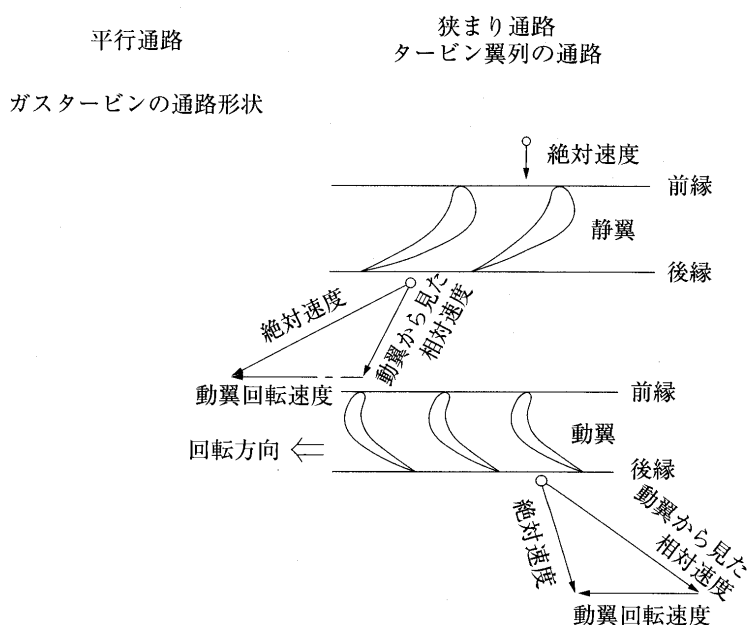 平行通路
狭まり通路
タービン翼列の通路
ガスタービンの通路形状
絶対速度
前縁
静翼
後縁
絶対速度
動翼から見た
相対速度
動翼回転速度
前縁
動翼
回転方向
後縁
絶対速度
動翼から見た
相対速度
動翼回転速度